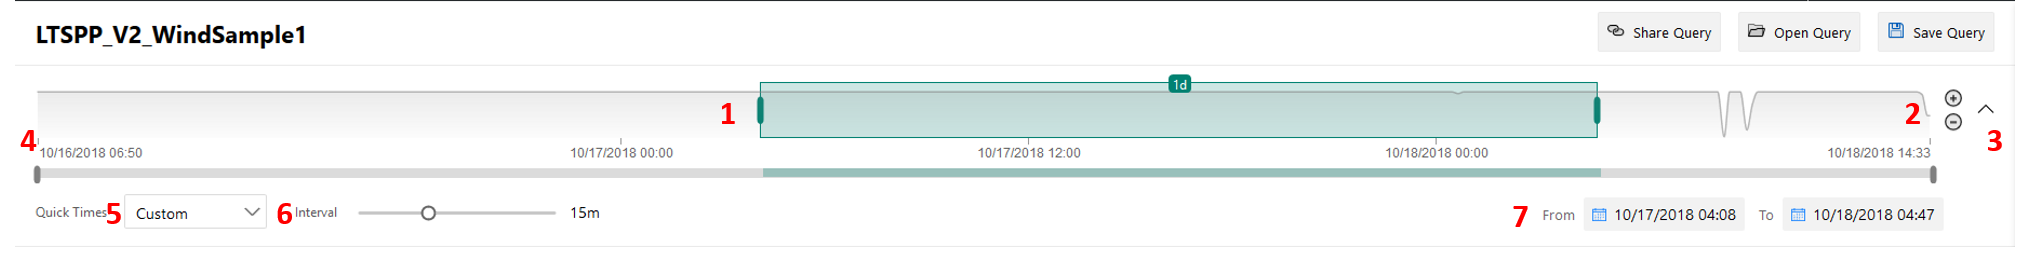 LTSPP_V2_WindSample1
Share Query
Open Query
Save Query
1d
1
2
3
4
10/16/2018 06:50
10/17/2018 00:00
10/17/2018 12:00
10/18/2018 00:00
10/18/2018 14:33
Quick Times
5
Custom
6
Interval
15m
7
From
10/17/2018 04:08
To
10/18/2018 04:47